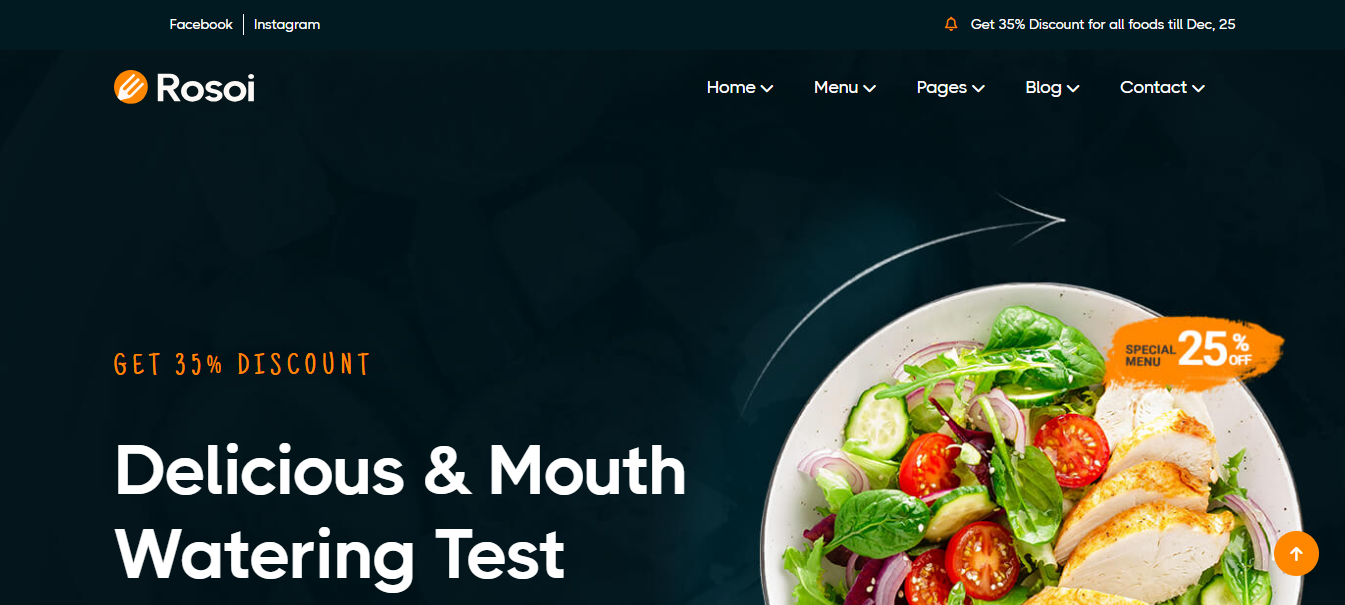 Facebook
Instagram
Get 35% Discount for all foods till Dec, 25
Rosoi
Home
Menu
Pages
Blog
Contact
GET 35% DISCOUNT
Delicious & Mouth
Watering Test
SPECIAL
MENU
25%
OFF